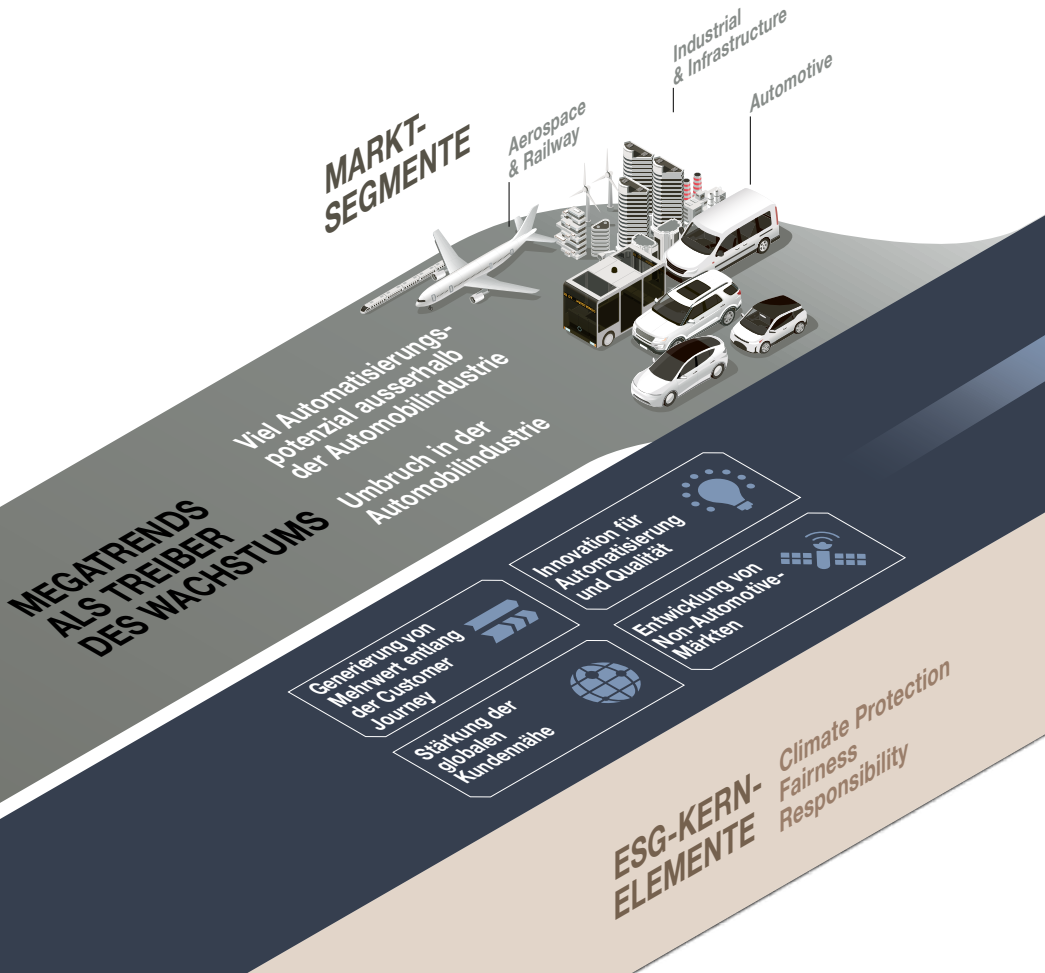 MARKT-
SEGMENTE
Aerospace
& Railway
Industrial
& Infrastructure
Automotive
Viel Automatisierungs-
potenzial ausserhalb
der Automobilindustrie
Umbruch in der
Automobilindustrie
MEGATRENDS
ALS TREIBER
DES WACHSTUMS
Innovation für
Automatisierung
und Qualität
Entwicklung von
Non-Automotive-
Märkten
Generierung von
Mehrwert entlang
der Customer
Journey
Stärkung der
globalen
Kundennähe
ESG-KERN-
ELEMENTE
Climate Protection
Fairness
Responsibility